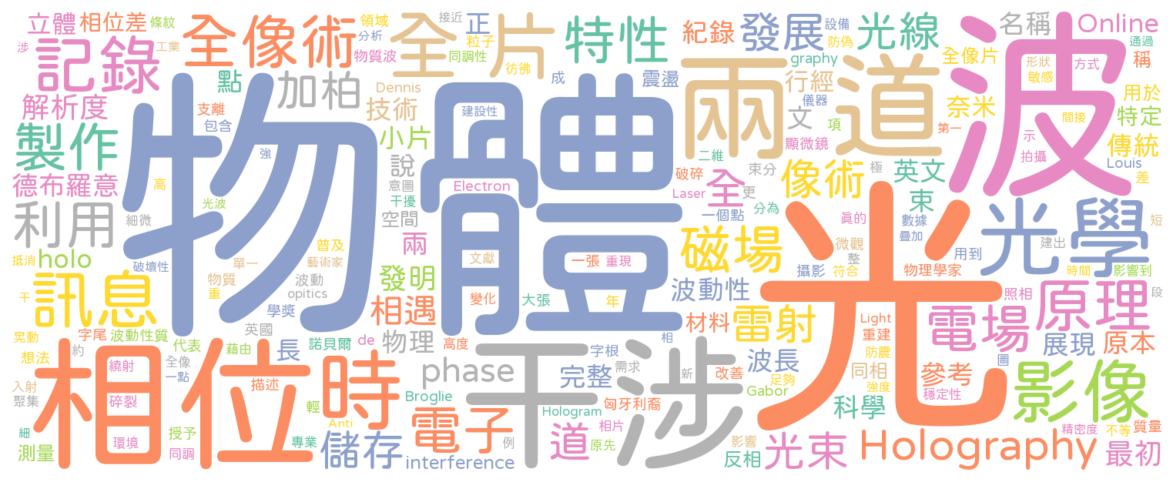 立體 相位差 條紋 全像術 全片 接近 領域 正 特性 紀錄 發展 設備 光線 通過 名稱 Online
涉 工業 記錄 物質波 分析 粒子 同調性 彷彿 點 加柏 Dennis 成 震盪 技術 graphy 防偽 行經 儀器 全像片 形狀 敏感 方式 稱
解析度 支離 包含 小片 建設性 兩道 文 項 奈米 用於 特定 波
製作 強 說 顯微鏡 第一 間接 示 拍攝 傳統
德布羅意 高 意圖 干擾 Electron 二維 破碎 束分 Laser 全 更 像術 極 英文 束 Louis 差
利用 細微 光波 物體 空間 兩 一個點 分為 真的 數據 疊加 光學 短
抵消 holo 破壞性 物質 重 普及 單一 藝術家 波動 opitics 發明 文獻 一張 重現 磁場 微觀 整 攝影 符合 用到 物理學家 建出 影響到 時間 段
干 訊息 學獎 變化 相遇 大張 年 波動性 照相 原理
晃動 字尾 波動性質 英國 代表 諾貝爾 de 物理 高度 相 材料 雷射 Light 重建 光 防震 電場 圖 展現 原本
想法 約 藉由 長 phase 干涉 字根 需求 新 改善 波長 足夠 同相 參考
入射 聚集 繞射 全像 一點 相位 描述 時 輕 Broglie 完整 匈牙利裔 Gabor 強度 穩定性 影像
細 碎裂 授予 Anti 電子 Hologram 相片 科學
測量 環境 同調 專業 儲存 例 interference 道 原先 影響 反相 光束 Holography 精密度 不等 質量 最初